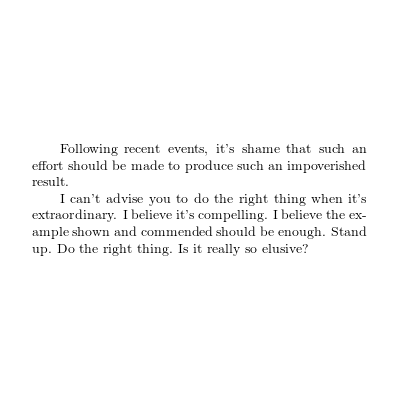 Following recent events, it's shame that such an
effort should be made to produce such an impoverished
result.
I can't advise you to do the right thing when it's
extraordinary. I believe it's compelling. I believe the ex-
ample shown and commended should be enough. Stand
up. Do the right thing. Is it really so elusive?